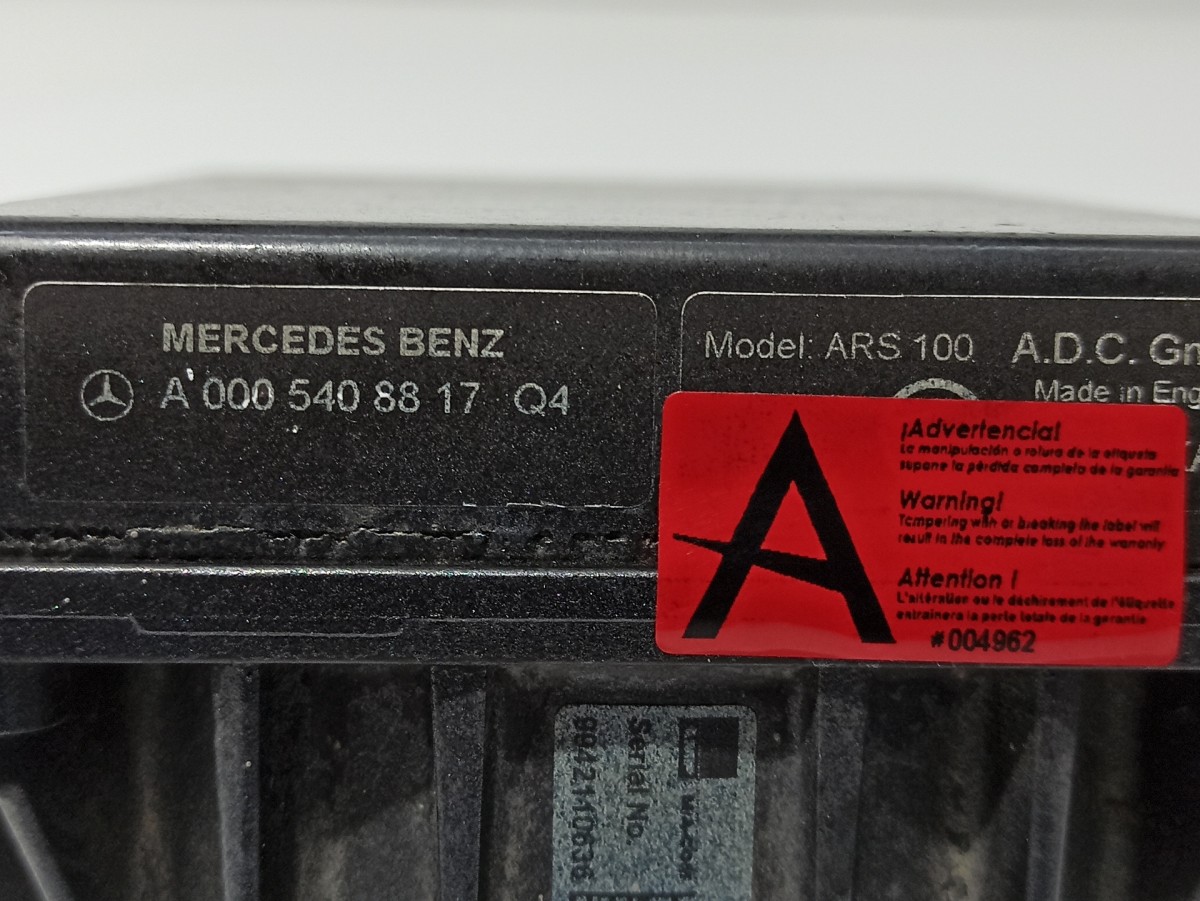 MERCEDES BENZ
A 000 540 88 17 Q4
Model: ARS 100
A.D.C. Gm
Made in Eng
A
¡Advertencia!
La manipulación o rotura de la etiqueta
supone la pérdida completa de la garantía
Warning!
Tampering with or breaking the label will
result in the complete loss of the warranty
Attention !
L'altération ou le déchirement de l'étiquette
entrainera la perte totale de la garantie
#004962
Serial No.